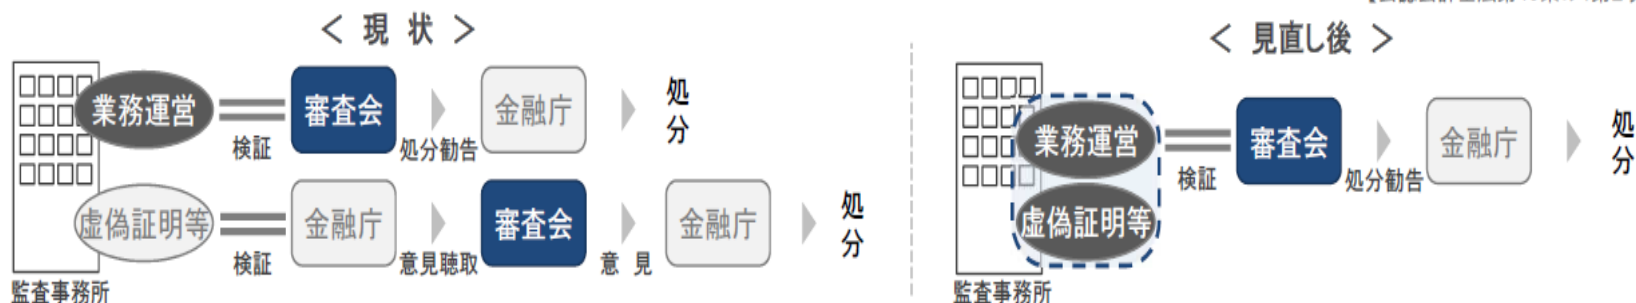 ＜ 現 状 ＞
業務運営
検証
審査会
処分勧告
金融庁
処分
虚偽証明等
検証
金融庁
意見聴取
審査会
意 見
金融庁
処分
監査事務所
＜ 見直し後 ＞
業務運営
虚偽証明等
検証
審査会
処分勧告
金融庁
処分
監査事務所